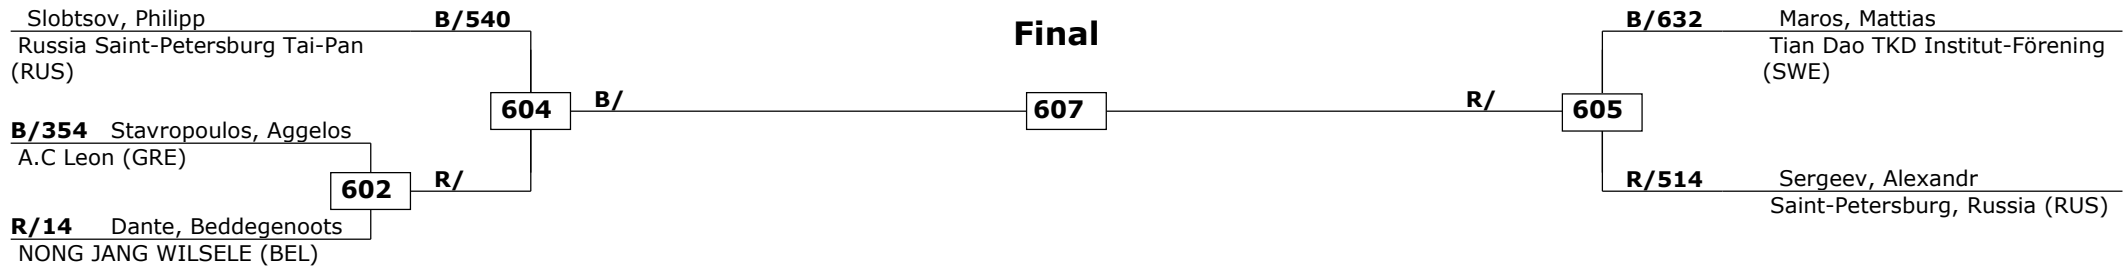 Slobtsov, Philipp
B/540
Russia Saint-Petersburg Tai-Pan
(RUS)
Final
B/632
Maros, Mattias
Tian Dao TKD Institut-Förening
(SWE)
604
B/
607
R/
605
B/354 Stavropoulos, Aggelos
A.C Leon (GRE)
602
R/
R/14 Dante, Beddegenoots
NONG JANG WILSELE (BEL)
R/514
Sergeev, Alexandr
Saint-Petersburg, Russia (RUS)